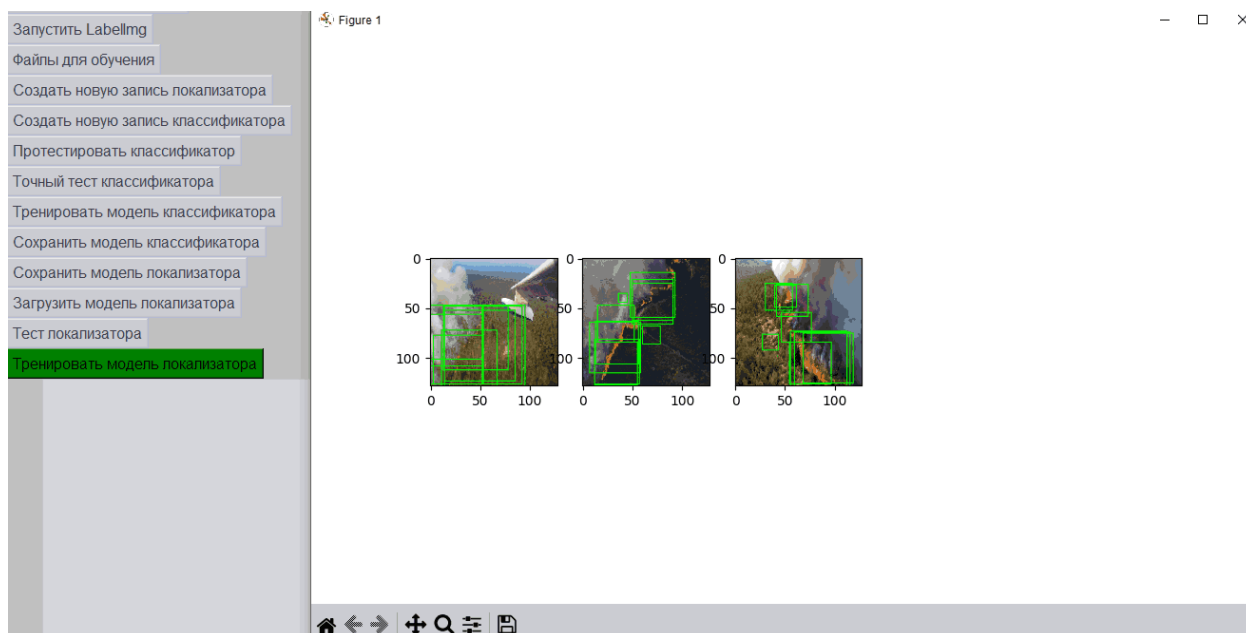 Запустить LabelImg
Figure 1
Файлы для обучения
Создать новую запись локализатора
Создать новую запись классификатора
Протестировать классификатор
Точный тест классификатора
Тренировать модель классификатора
Сохранить модель классификатора
Сохранить модель локализатора
Загрузить модель локализатора
Тест локализатора
Тренировать модель локализатора
0
50
100
0 50 100
0
50
100
0 50 100
0
50
100
0 50 100